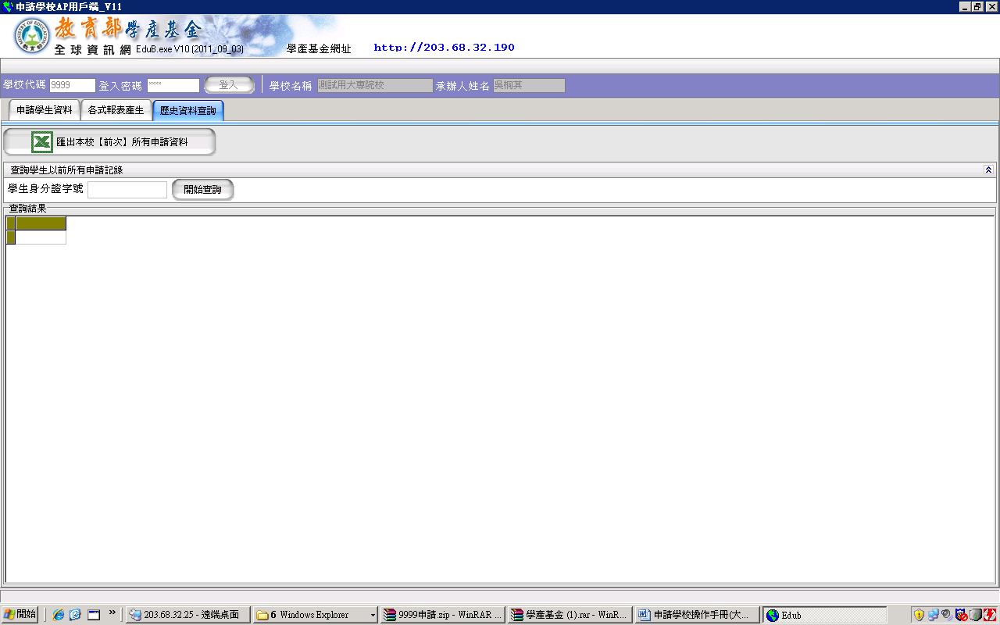 申請學校AP用戶端_V11
教育部學產基金
全球資訊網 EduB.exe V10 (2011_09_03) 學產基金網址 http://203.68.32.190
學校代碼 9999 登入密碼 **** 登入 學校名稱 測試用大專院校 承辦人姓名 吳桐其
申請學生資料 各式報表產生 歷史資料查詢
匯出本校【前次】所有申請資料
查詢學生以前所有申請記錄
學生身分證字號 開始查詢
查詢結果
開始 » 203.68.32.25 - 遠端桌面 6 Windows Explorer 9999申請.zip - WinRAR ... 學產基金 (1).rar - WinR... 申請學校操作手冊(大... Edub